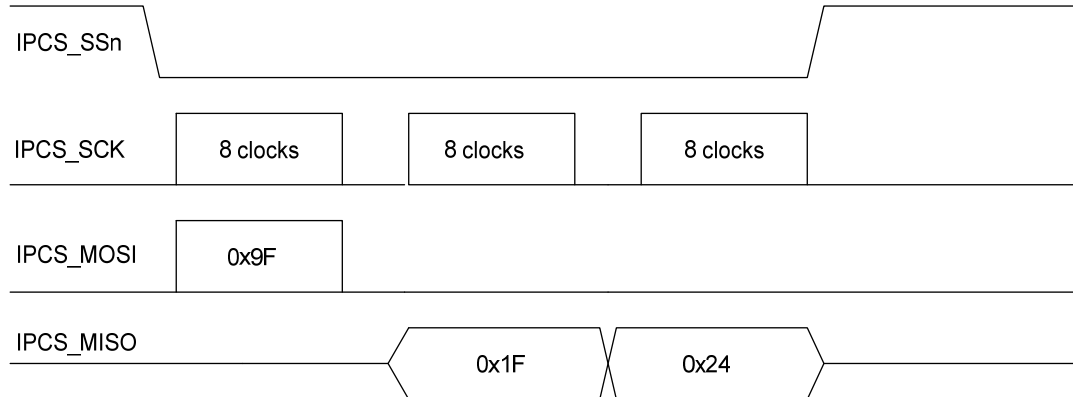 IPCS_SSn
IPCS_SCK 8 clocks 8 clocks 8 clocks
IPCS_MOSI 0x9F
IPCS_MISO 0x1F 0x24